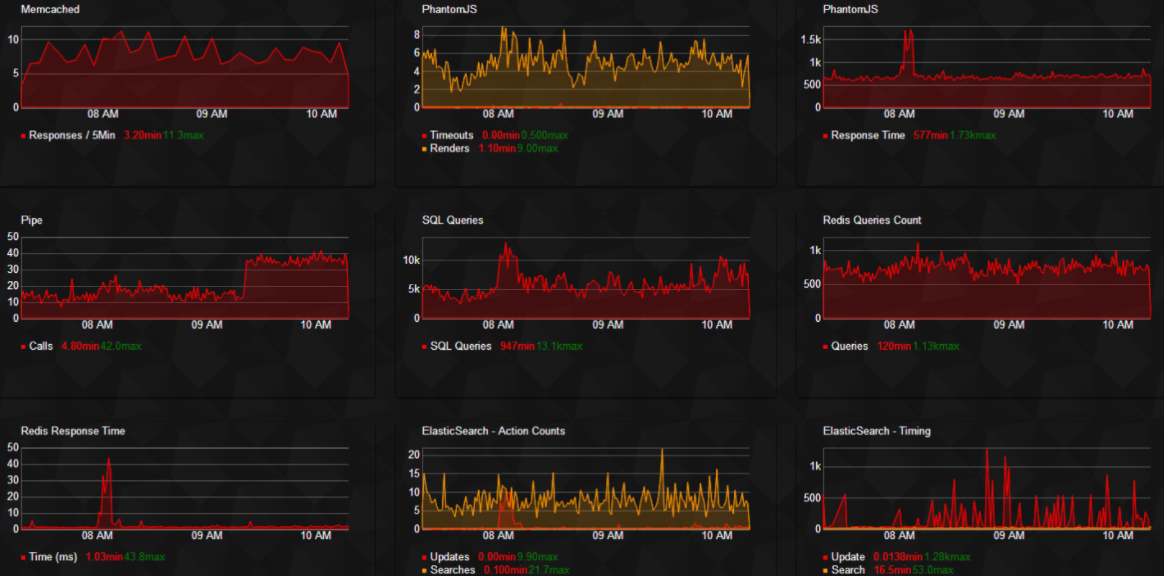 Memcached
10
5
0
08 AM 09 AM 10 AM
Responses / 5Min 3.20min 11.3max
PhantomJS
8
6
4
2
0
08 AM 09 AM 10 AM
Timeouts 0.00min 0.500max
Renders 1.10min 9.00max
PhantomJS
1.5k
1k
500
0
08 AM 09 AM 10 AM
Response Time 577min 1.73kmax
Pipe
50
40
30
20
10
0
08 AM 09 AM 10 AM
Calls 4.80min 42.0max
SQL Queries
10k
5k
0
08 AM 09 AM 10 AM
SQL Queries 947min 13.1kmax
Redis Queries Count
1k
500
0
08 AM 09 AM 10 AM
Queries 120min 1.13kmax
Redis Response Time
50
40
30
20
10
0
08 AM 09 AM 10 AM
Time (ms) 1.03min 43.8max
ElasticSearch - Action Counts
20
15
10
5
0
08 AM 09 AM 10 AM
Updates 0.00min 9.90max
Searches 0.100min 21.7max
ElasticSearch - Timing
1k
500
0
08 AM 09 AM 10 AM
Update 0.0138min 1.28kmax
Search 16.5min 53.0max